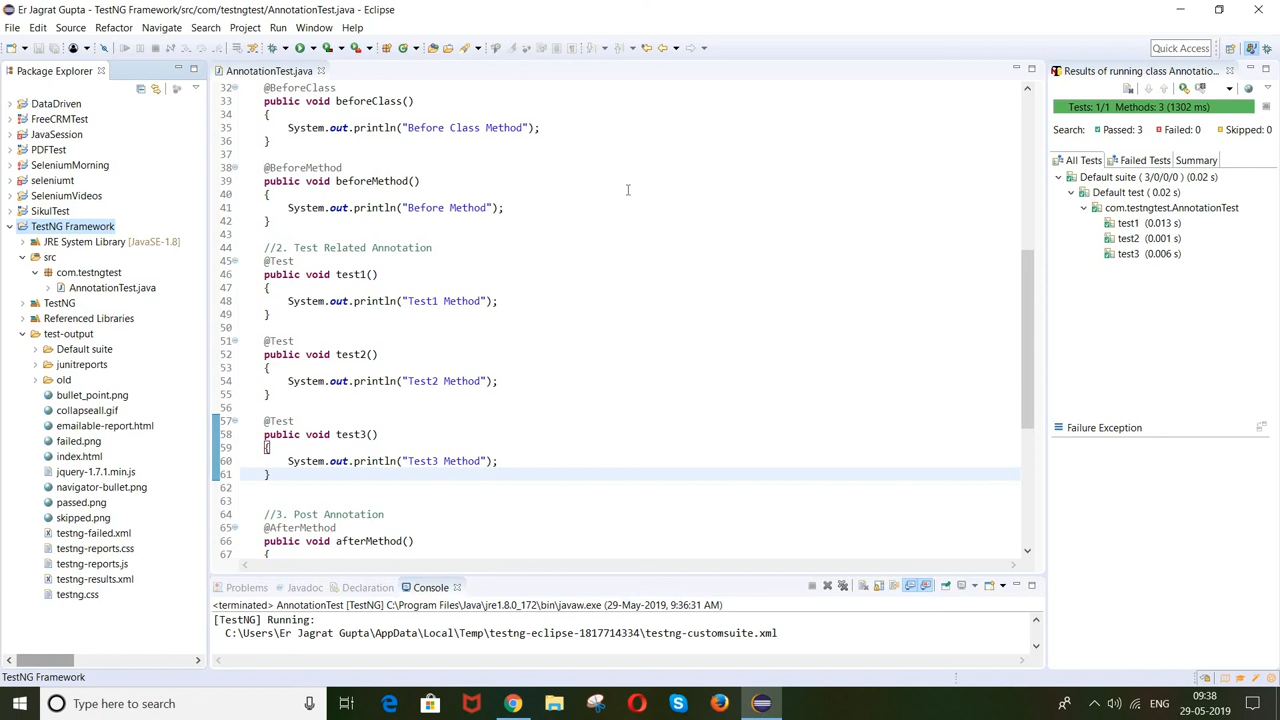 Er Jagrat Gupta - TestNG Framework/src/com/testngtest/AnnotationTest.java - Eclipse
File Edit Source Refactor Navigate Search Project Run Window Help
Quick Access
Package Explorer
DataDriven
FreeCRMTest
JavaSession
PDFTest
SeleniumMorning
seleniumt
SeleniumVideos
SikulTest
TestNG Framework
JRE System Library [JavaSE-1.8]
src
com.testngtest
AnnotationTest.java
TestNG
Referenced Libraries
test-output
Default suite
junitreports
old
bullet_point.png
collapseall.gif
emailable-report.html
failed.png
index.html
jquery-1.7.1.min.js
navigator-bullet.png
passed.png
skipped.png
testng-failed.xml
testng-reports.css
testng-reports.js
testng-results.xml
testng.css
AnnotationTest.java
32 @BeforeClass
33 public void beforeClass()
34 {
35 System.out.println("Before Class Method");
36 }
37
38 @BeforeMethod
39 public void beforeMethod()
40 {
41 System.out.println("Before Method");
42 }
43
44 //2. Test Related Annotation
45 @Test
46 public void test1()
47 {
48 System.out.println("Test1 Method");
49 }
50
51 @Test
52 public void test2()
53 {
54 System.out.println("Test2 Method");
55 }
56
57 @Test
58 public void test3()
59 {
60 System.out.println("Test3 Method");
61 }
62
63
64 //3. Post Annotation
65 @AfterMethod
66 public void afterMethod()
67 {
Problems Javadoc Declaration Console
<terminated> AnnotationTest [TestNG] C:\Program Files\Java\jre1.8.0_172\bin\javaw.exe (29-May-2019, 9:36:31 AM)
[TestNG] Running:
C:\Users\Er Jagrat Gupta\AppData\Local\Temp\testng-eclipse-1817714334\testng-customsuite.xml
Results of running class Annotatio...
Tests: 1/1 Methods: 3 (1302 ms)
Search: Passed: 3 Failed: 0 Skipped: 0
All Tests Failed Tests Summary
Default suite ( 3/0/0/0 ) (0.02 s)
Default test ( 0.02 s)
com.testngtest.AnnotationTest
test1 (0.013 s)
test2 (0.001 s)
test3 (0.006 s)
Failure Exception
TestNG Framework
Type here to search
ENG
09:38
29-05-2019